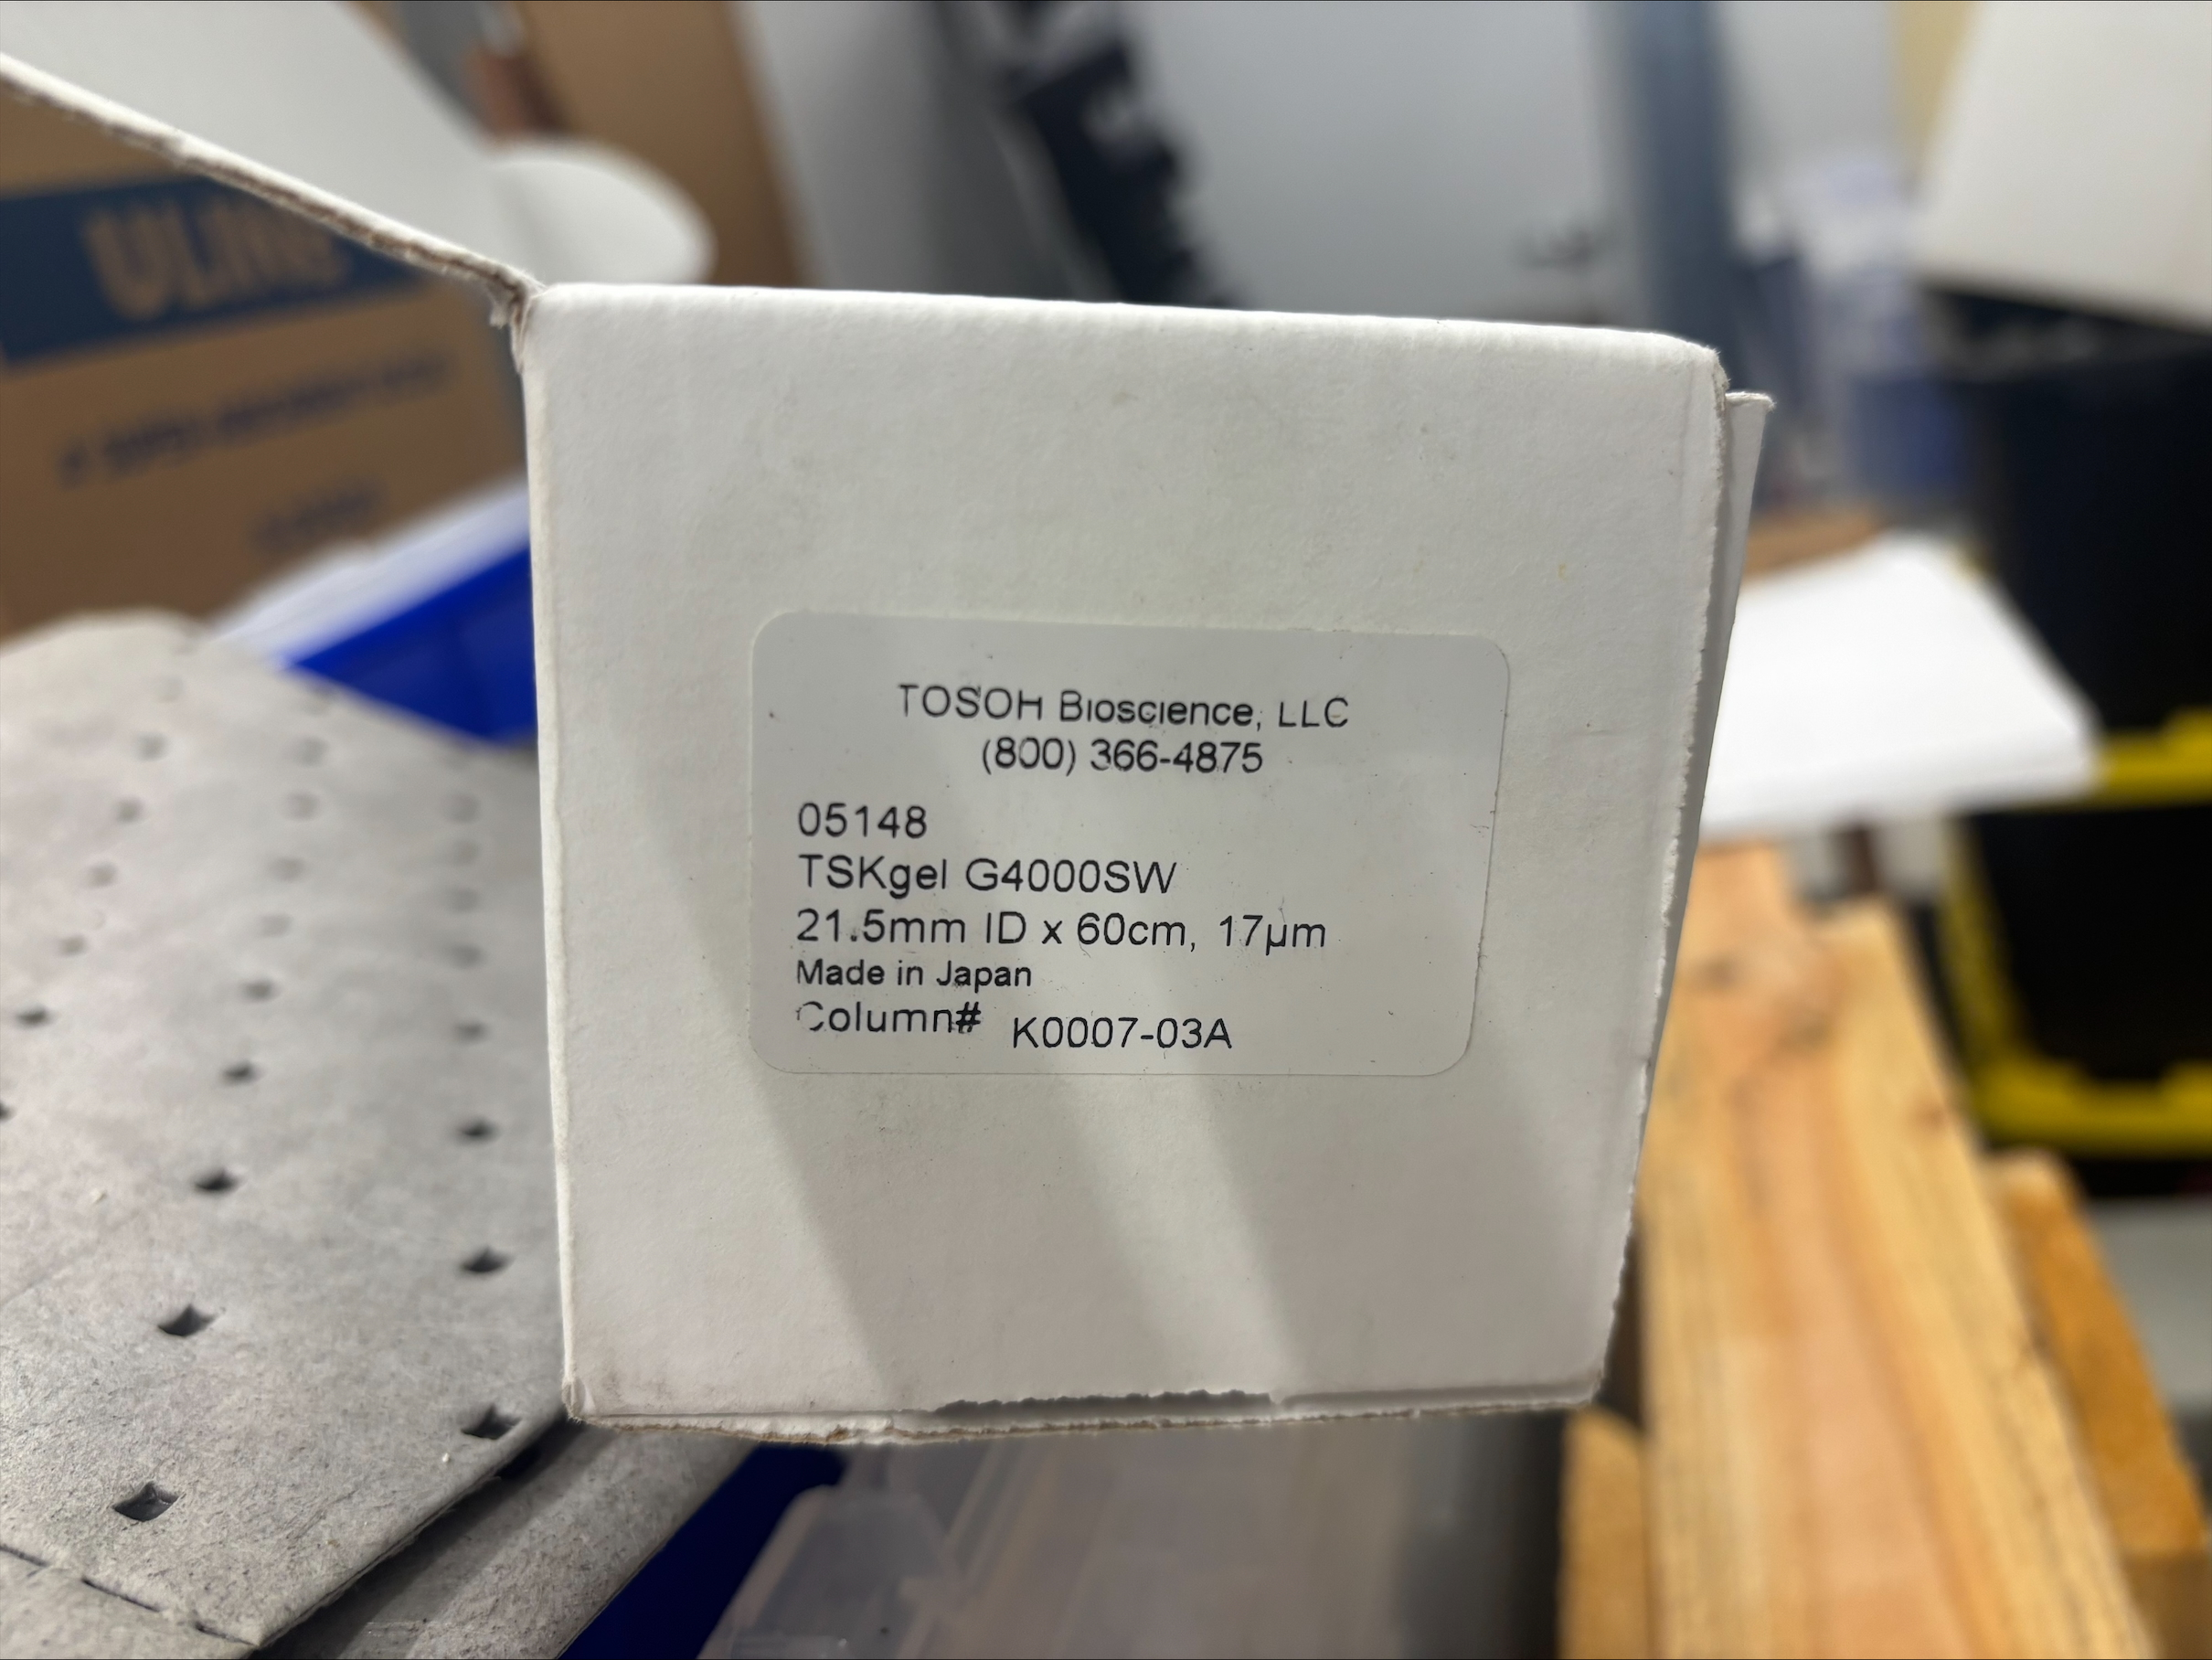 ULINE
TOSOH Bioscience, LLC
(800) 366-4875
05148
TSKgel G4000SW
21.5mm ID x 60cm, 17µm
Made in Japan
Column# K0007-03A